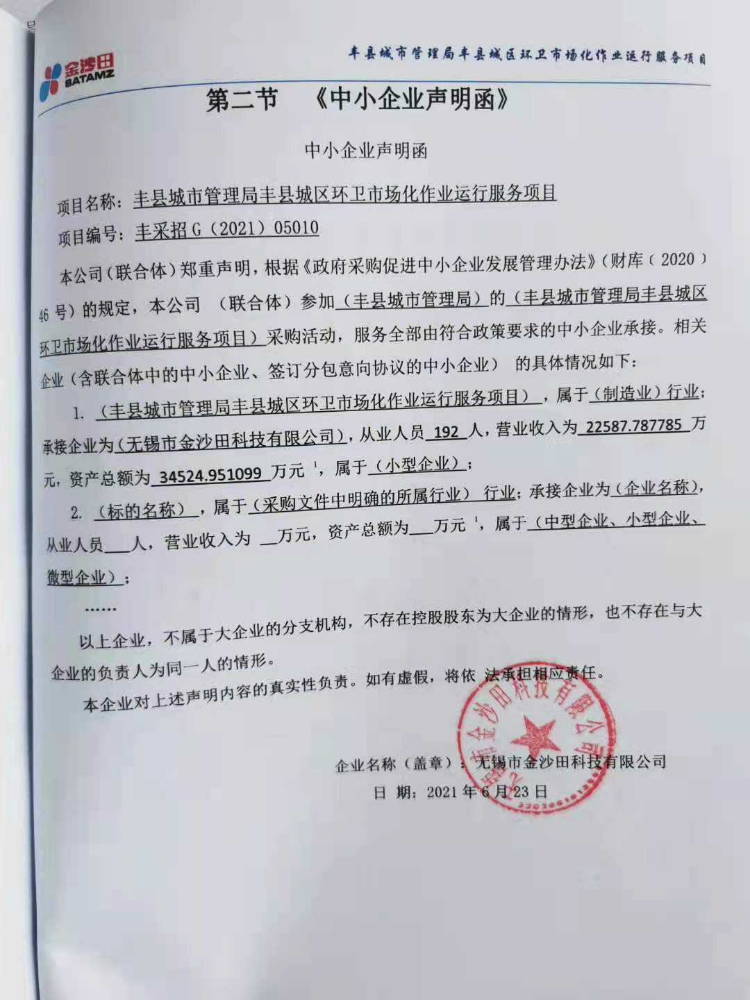 金沙田
BATAMZ
丰县城市管理局丰县城区环卫市场化作业运行服务项目
第二节 《中小企业声明函》
中小企业声明函
项目名称：丰县城市管理局丰县城区环卫市场化作业运行服务项目
项目编号：丰采招 G（2021）05010
本公司（联合体）郑重声明，根据《政府采购促进中小企业发展管理办法》（财库﹝2020﹞
46 号）的规定，本公司 （联合体）参加（丰县城市管理局）的（丰县城市管理局丰县城区
环卫市场化作业运行服务项目）采购活动，服务全部由符合政策要求的中小企业承接。相关
企业（含联合体中的中小企业、签订分包意向协议的中小企业） 的具体情况如下：
1. （丰县城市管理局丰县城区环卫市场化作业运行服务项目），属于（制造业）行业；
承接企业为（无锡市金沙田科技有限公司），从业人员 192 人，营业收入为 22587.787785 万
元，资产总额为 34524.951099 万元 ¹，属于（小型企业）；
2. （标的名称），属于（采购文件中明确的所属行业） 行业；承接企业为（企业名称），
从业人员___人，营业收入为 __万元，资产总额为___万元 ¹，属于（中型企业、小型企业、
微型企业）；
……
以上企业，不属于大企业的分支机构，不存在控股股东为大企业的情形，也不存在与大
企业的负责人为同一人的情形。
本企业对上述声明内容的真实性负责。如有虚假，将依 法承担相应责任。
企业名称（盖章）：无锡市金沙田科技有限公司
日 期：2021 年 6 月 23 日
无锡市金沙田科技有限公司